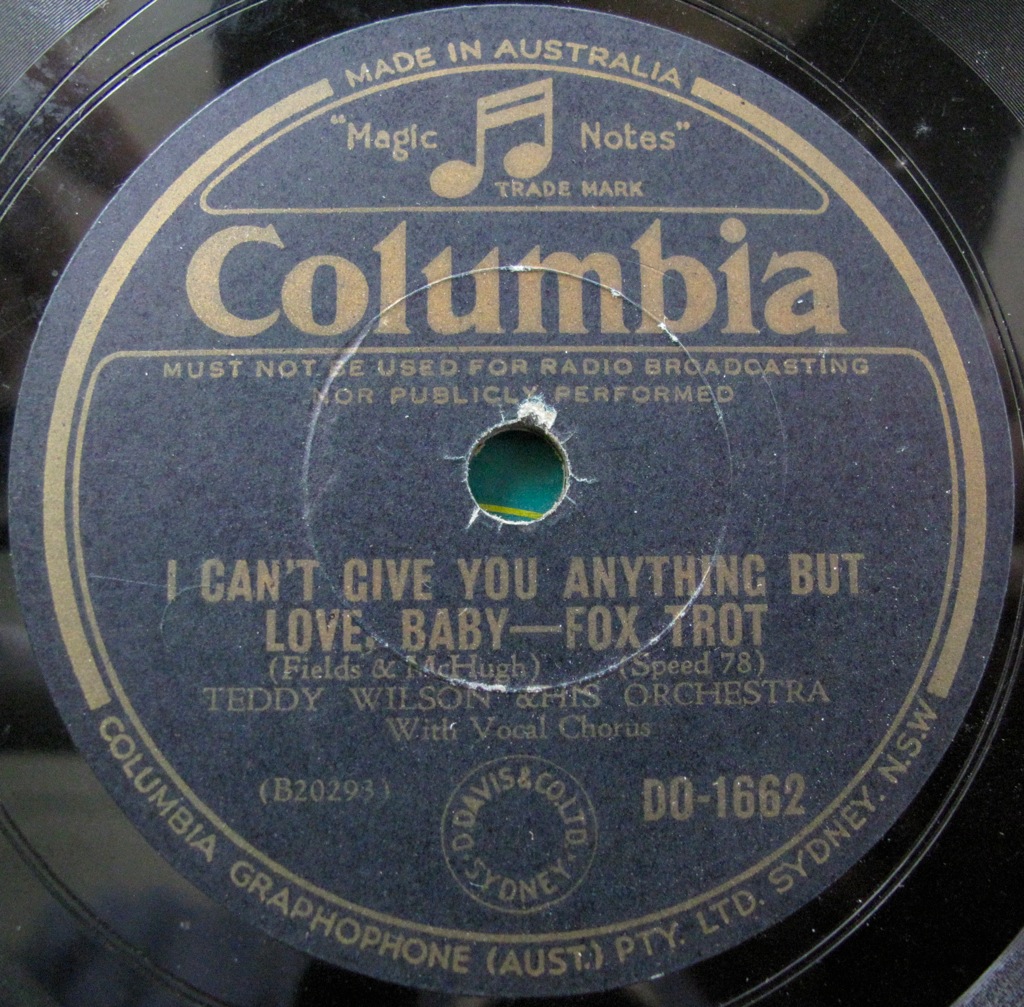 MADE IN AUSTRALIA
"Magic Notes"
TRADE MARK
Columbia
MUST NOT BE USED FOR RADIO BROADCASTING
NOR PUBLICLY PERFORMED
I CAN'T GIVE YOU ANYTHING BUT
LOVE, BABY—FOX TROT
(Fields & McHugh) (Speed 78)
TEDDY WILSON & HIS ORCHESTRA
With Vocal Chorus
(B20293) DO-1662
D. DAVIS & CO. LTD. SYDNEY
COLUMBIA GRAPHOPHONE (AUST.) PTY. LTD. SYDNEY. N.S.W